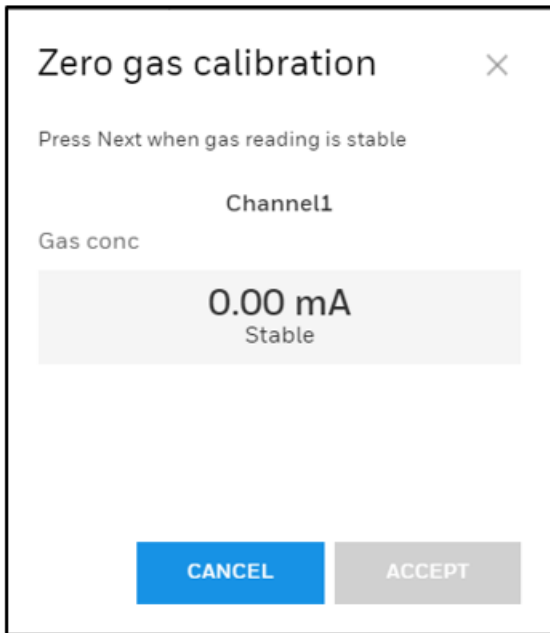 Zero gas calibration
Press Next when gas reading is stable
Channel1
Gas conc
0.00 mA
Stable
CANCEL ACCEPT